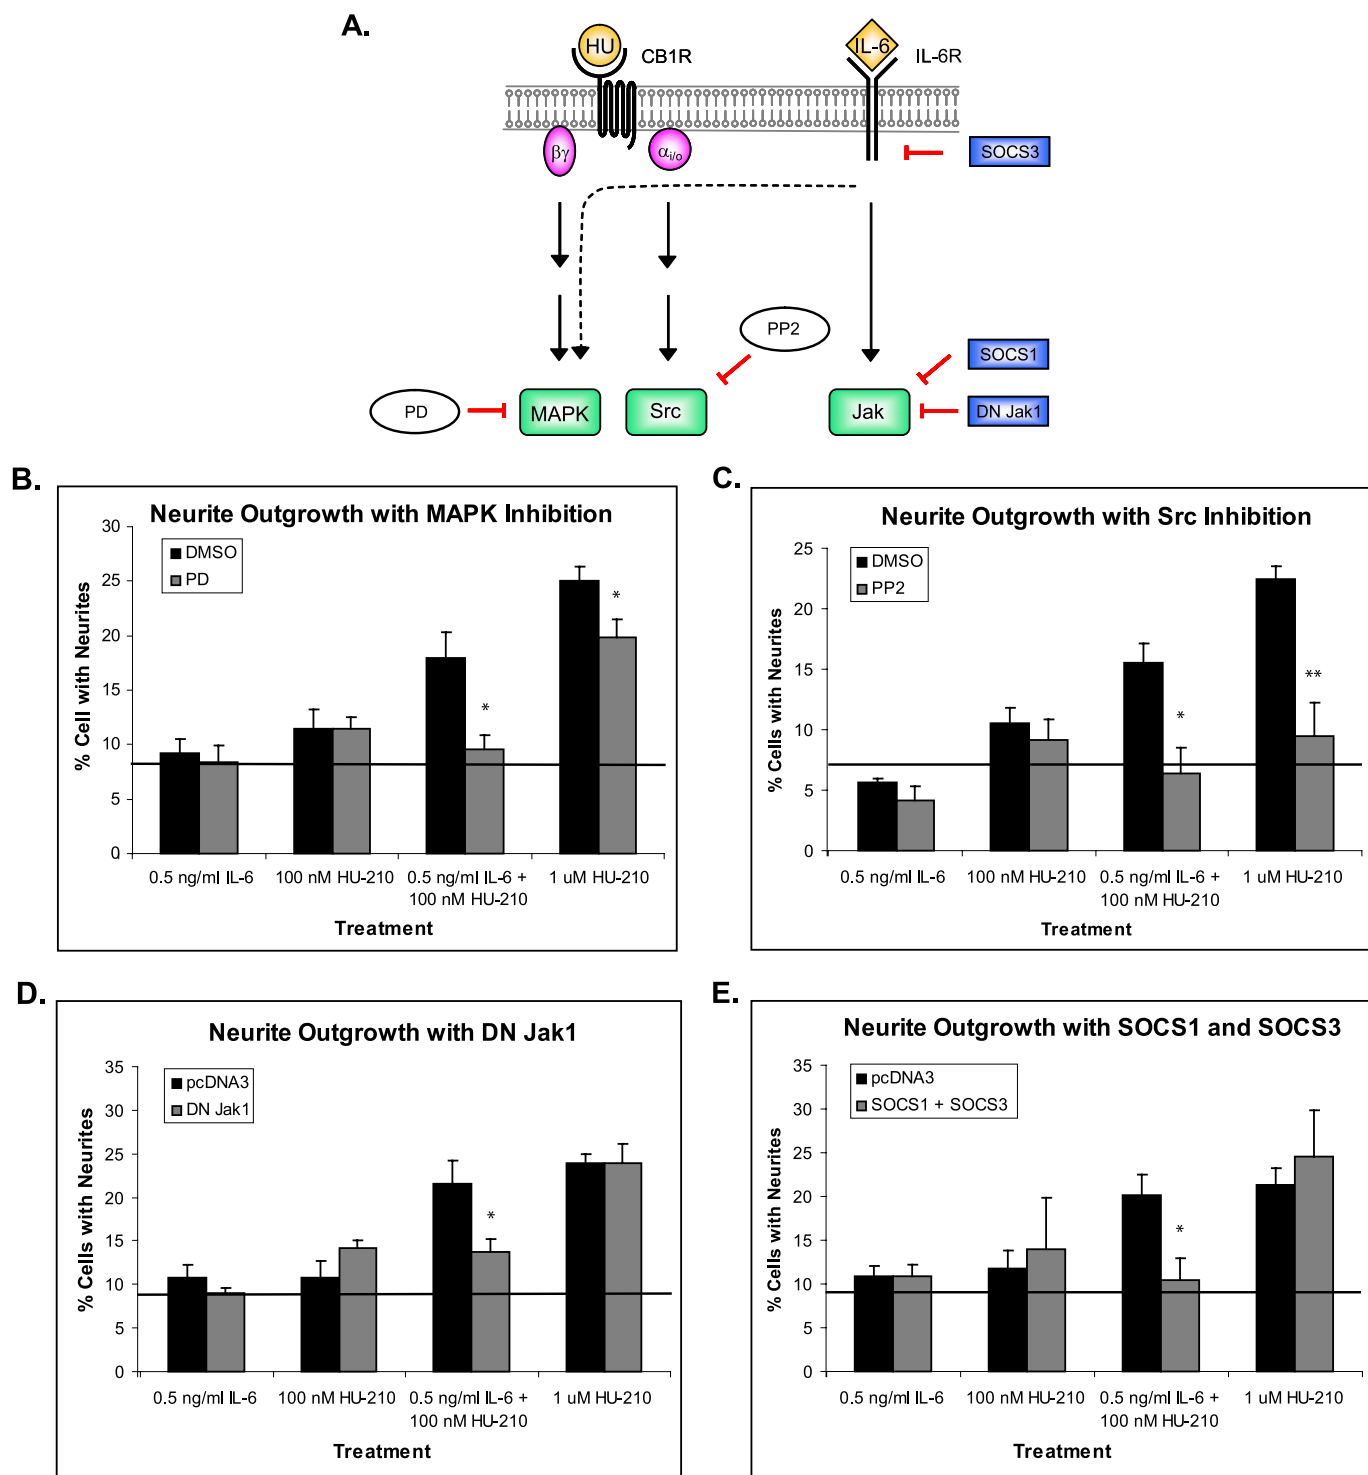 A.
HU
CB1R
IL-6
IL-6R
βγ
αi/o
SOCS3
PP2
SOCS1
PD
MAPK
Src
Jak
DN Jak1
B.
Neurite Outgrowth with MAPK Inhibition
DMSO
PD
% Cell with Neurites
30
25
20
15
10
5
0
*
*
0.5 ng/ml IL-6
100 nM HU-210
0.5 ng/ml IL-6 +
100 nM HU-210
1 uM HU-210
Treatment
C.
Neurite Outgrowth with Src Inhibition
DMSO
PP2
% Cells with Neurites
25
20
15
10
5
0
*
**
0.5 ng/ml IL-6
100 nM HU-210
0.5 ng/ml IL-6 +
100 nM HU-210
1 uM HU-210
Treatment
D.
Neurite Outgrowth with DN Jak1
pcDNA3
DN Jak1
% Cells with Neurites
35
30
25
20
15
10
5
0
*
0.5 ng/ml IL-6
100 nM HU-210
0.5 ng/ml IL-6 +
100 nM HU-210
1 uM HU-210
Treatment
E.
Neurite Outgrowth with SOCS1 and SOCS3
pcDNA3
SOCS1 + SOCS3
% Cells with Neurites
35
30
25
20
15
10
5
0
*
0.5 ng/ml IL-6
100 nM HU-210
0.5 ng/ml IL-6 +
100 nM HU-210
1 uM HU-210
Treatment